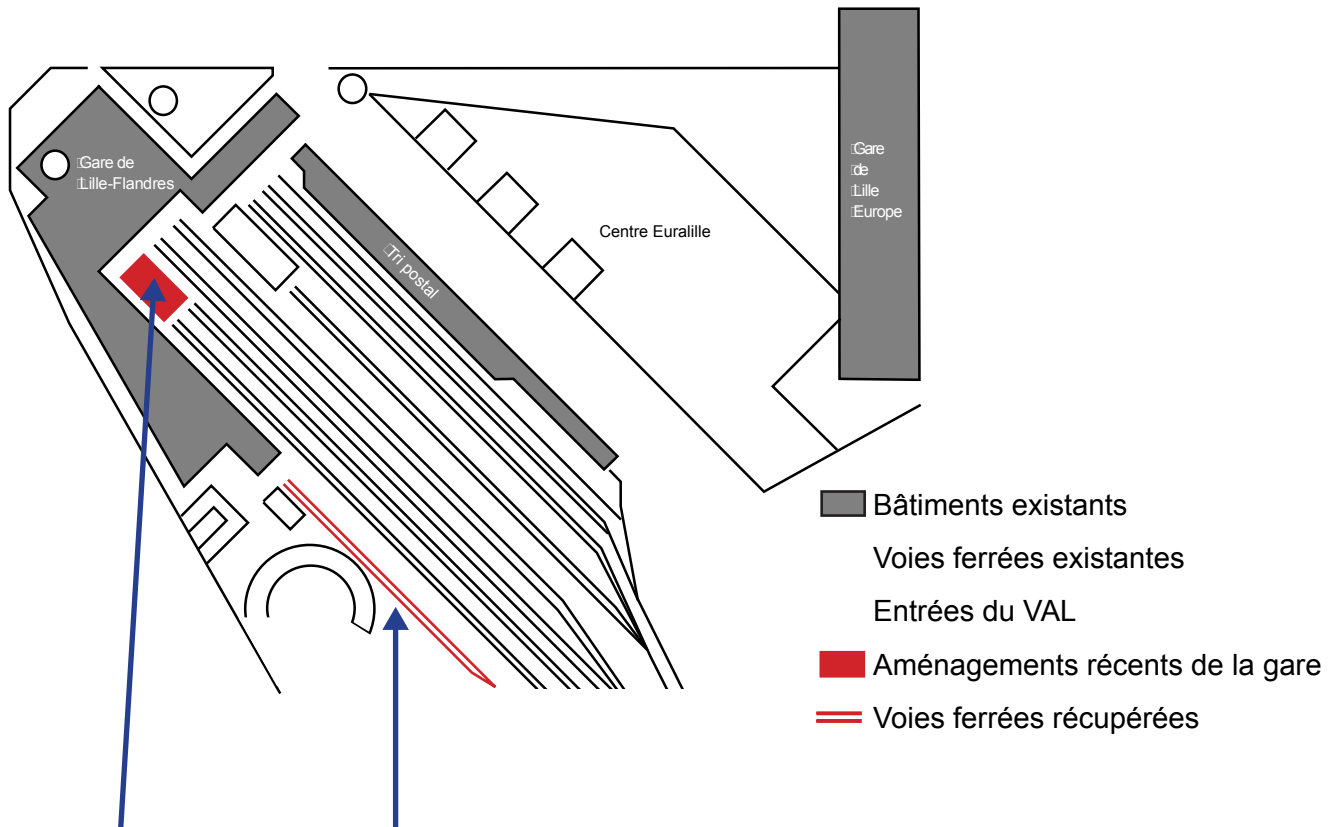 Gare de
Lille-Flandres
Tri postal
Centre Euralille
Gare
de
Lille
Europe
Bâtiments existants
Voies ferrées existantes
Entrées du VAL
Aménagements récents de la gare
Voies ferrées récupérées